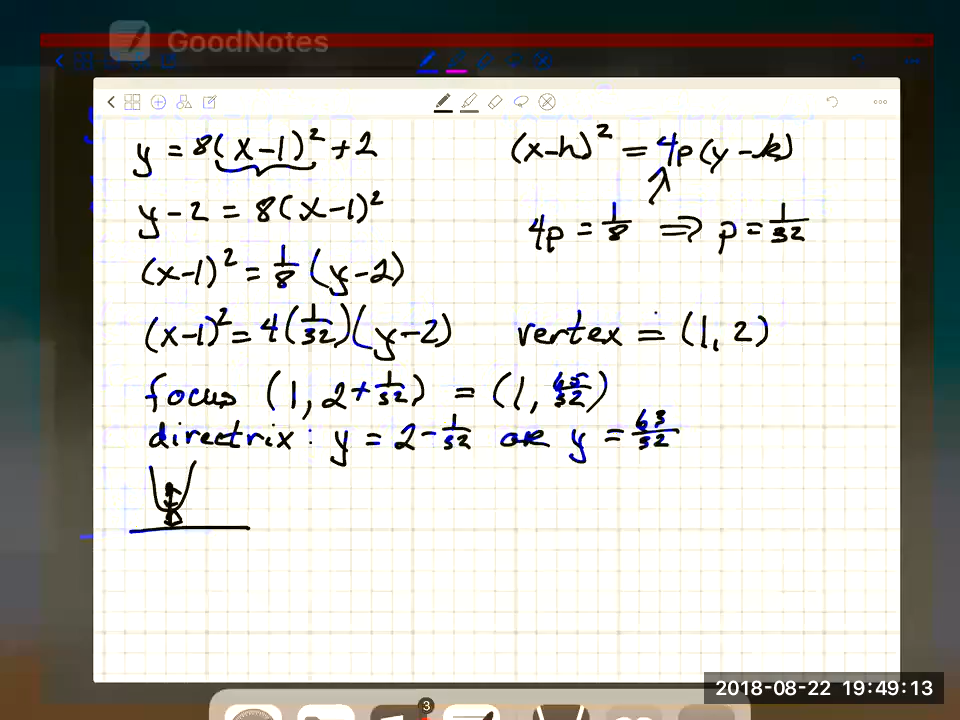 GoodNotes
y = 8(x-1)² + 2
(x-h)² = 4p(y-k)
y-2 = 8(x-1)²
4p = 1/8 ⇒ p = 1/32
(x-1)² = 1/8 (y-2)
(x-1)² = 4(1/32)(y-2)
vertex = (1, 2)
focus (1, 2+1/32) = (1, 65/32)
directrix: y = 2 - 1/32 or y = 63/32
3
2018-08-22 19:49:13